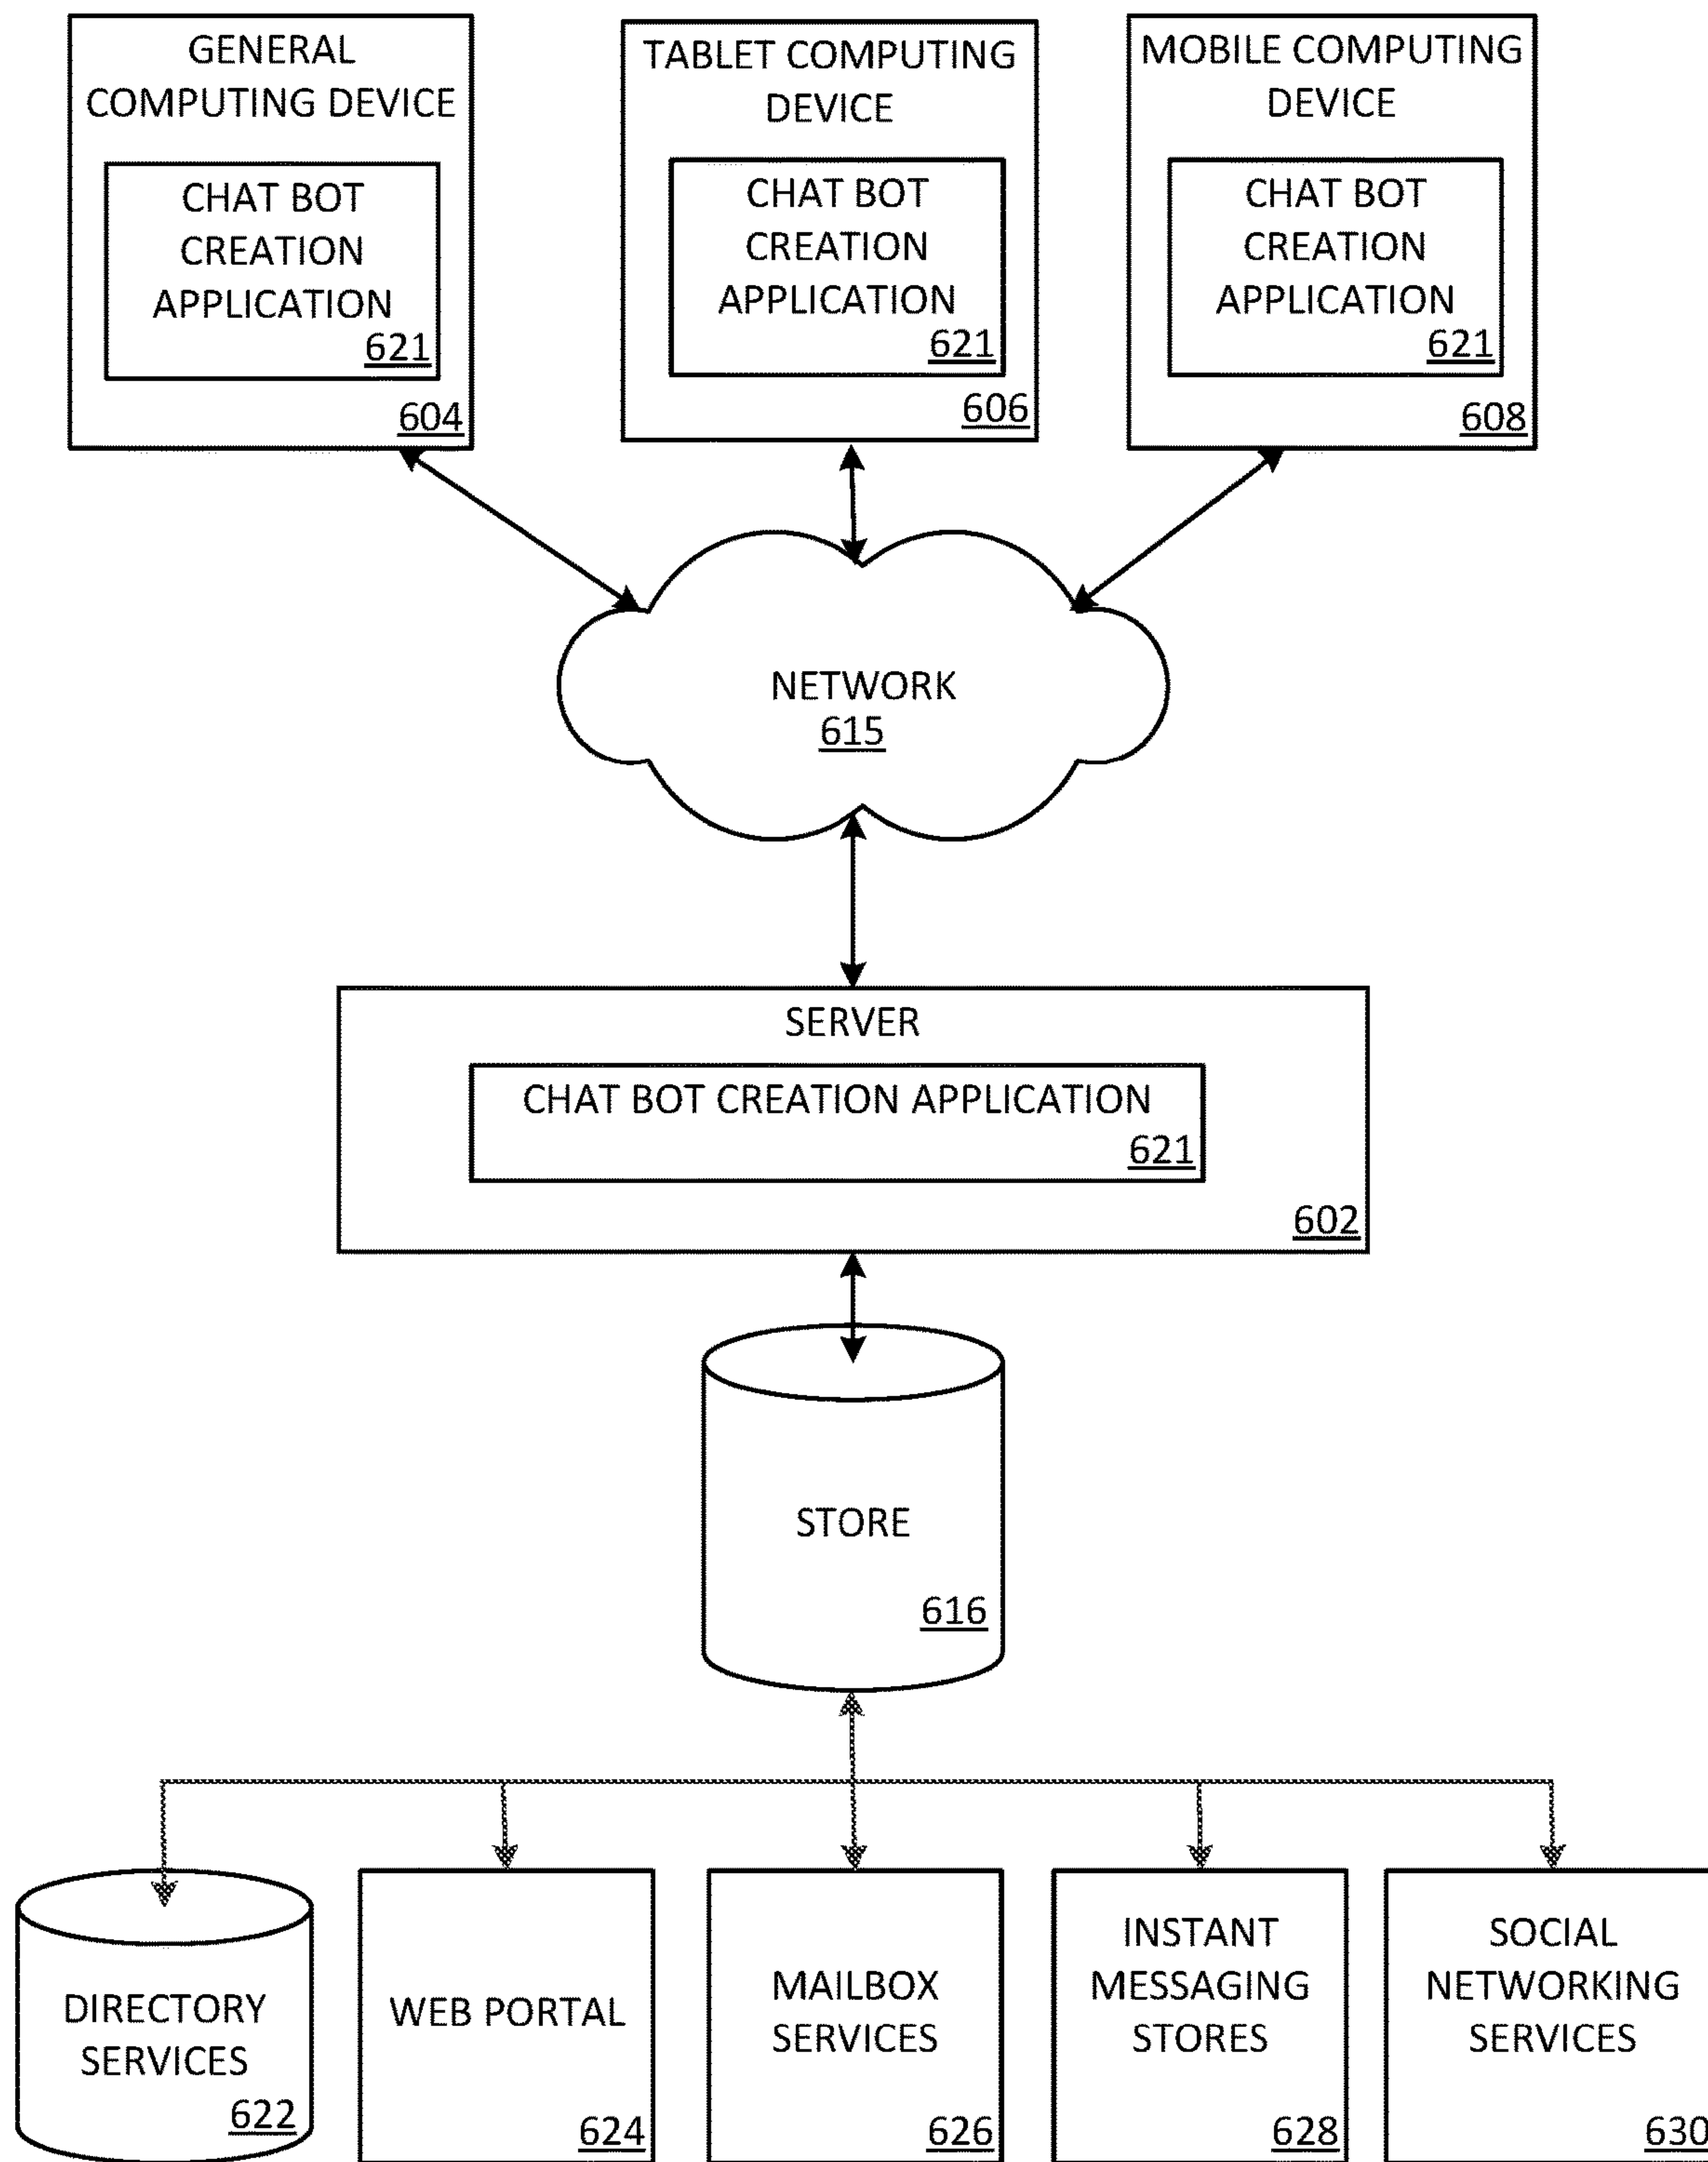 GENERAL
COMPUTING DEVICE
CHAT BOT
CREATION
APPLICATION
621
604
TABLET COMPUTING
DEVICE
CHAT BOT
CREATION
APPLICATION
621
606
MOBILE COMPUTING
DEVICE
CHAT BOT
CREATION
APPLICATION
621
608
NETWORK
615
SERVER
CHAT BOT CREATION APPLICATION
621
602
STORE
616
DIRECTORY
SERVICES
622
WEB PORTAL
624
MAILBOX
SERVICES
626
INSTANT
MESSAGING
STORES
628
SOCIAL
NETWORKING
SERVICES
630